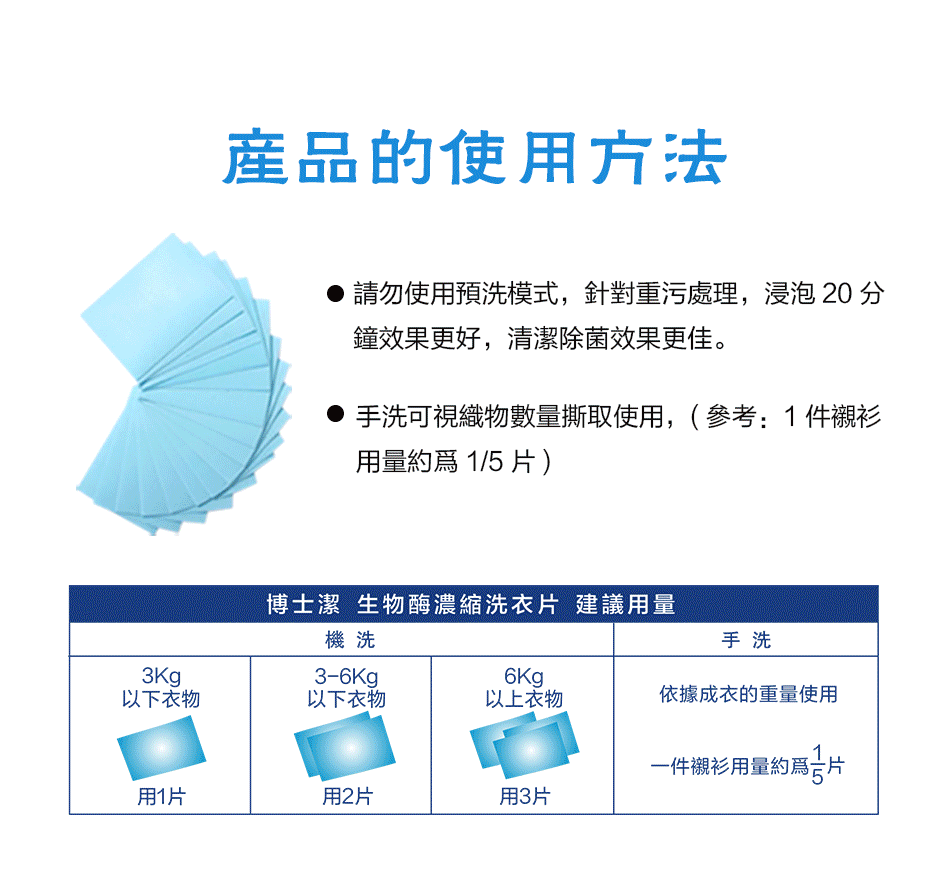 産品的使用方法
● 請勿使用預洗模式，針對重污處理，浸泡 20 分
鐘效果更好，清潔除菌效果更佳。
● 手洗可視織物數量撕取使用，( 參考：1 件襯衫
用量約爲 1/5 片 )
博士潔 生物酶濃縮洗衣片 建議用量
機 洗
手 洗
3Kg
以下衣物
用1片
3-6Kg
以下衣物
用2片
6Kg
以上衣物
用3片
依據成衣的重量使用
一件襯衫用量約爲1/5片